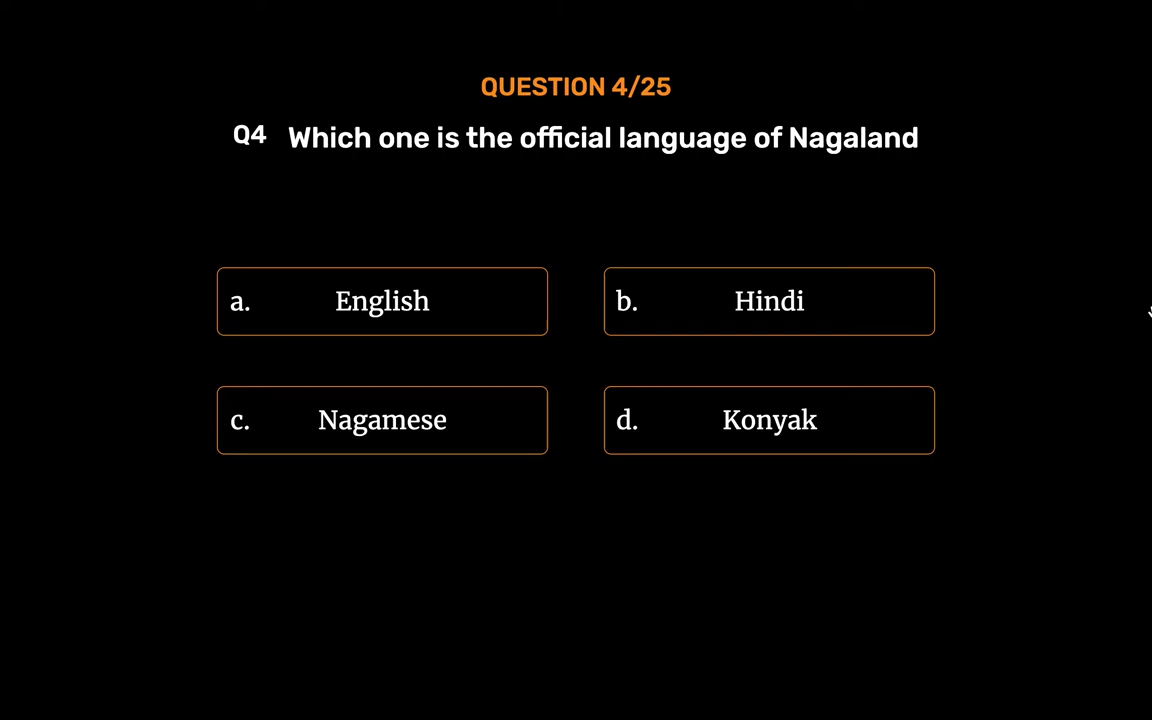 QUESTION 4/25
Q4 Which one is the official language of Nagaland
a. English
b. Hindi
c. Nagamese
d. Konyak